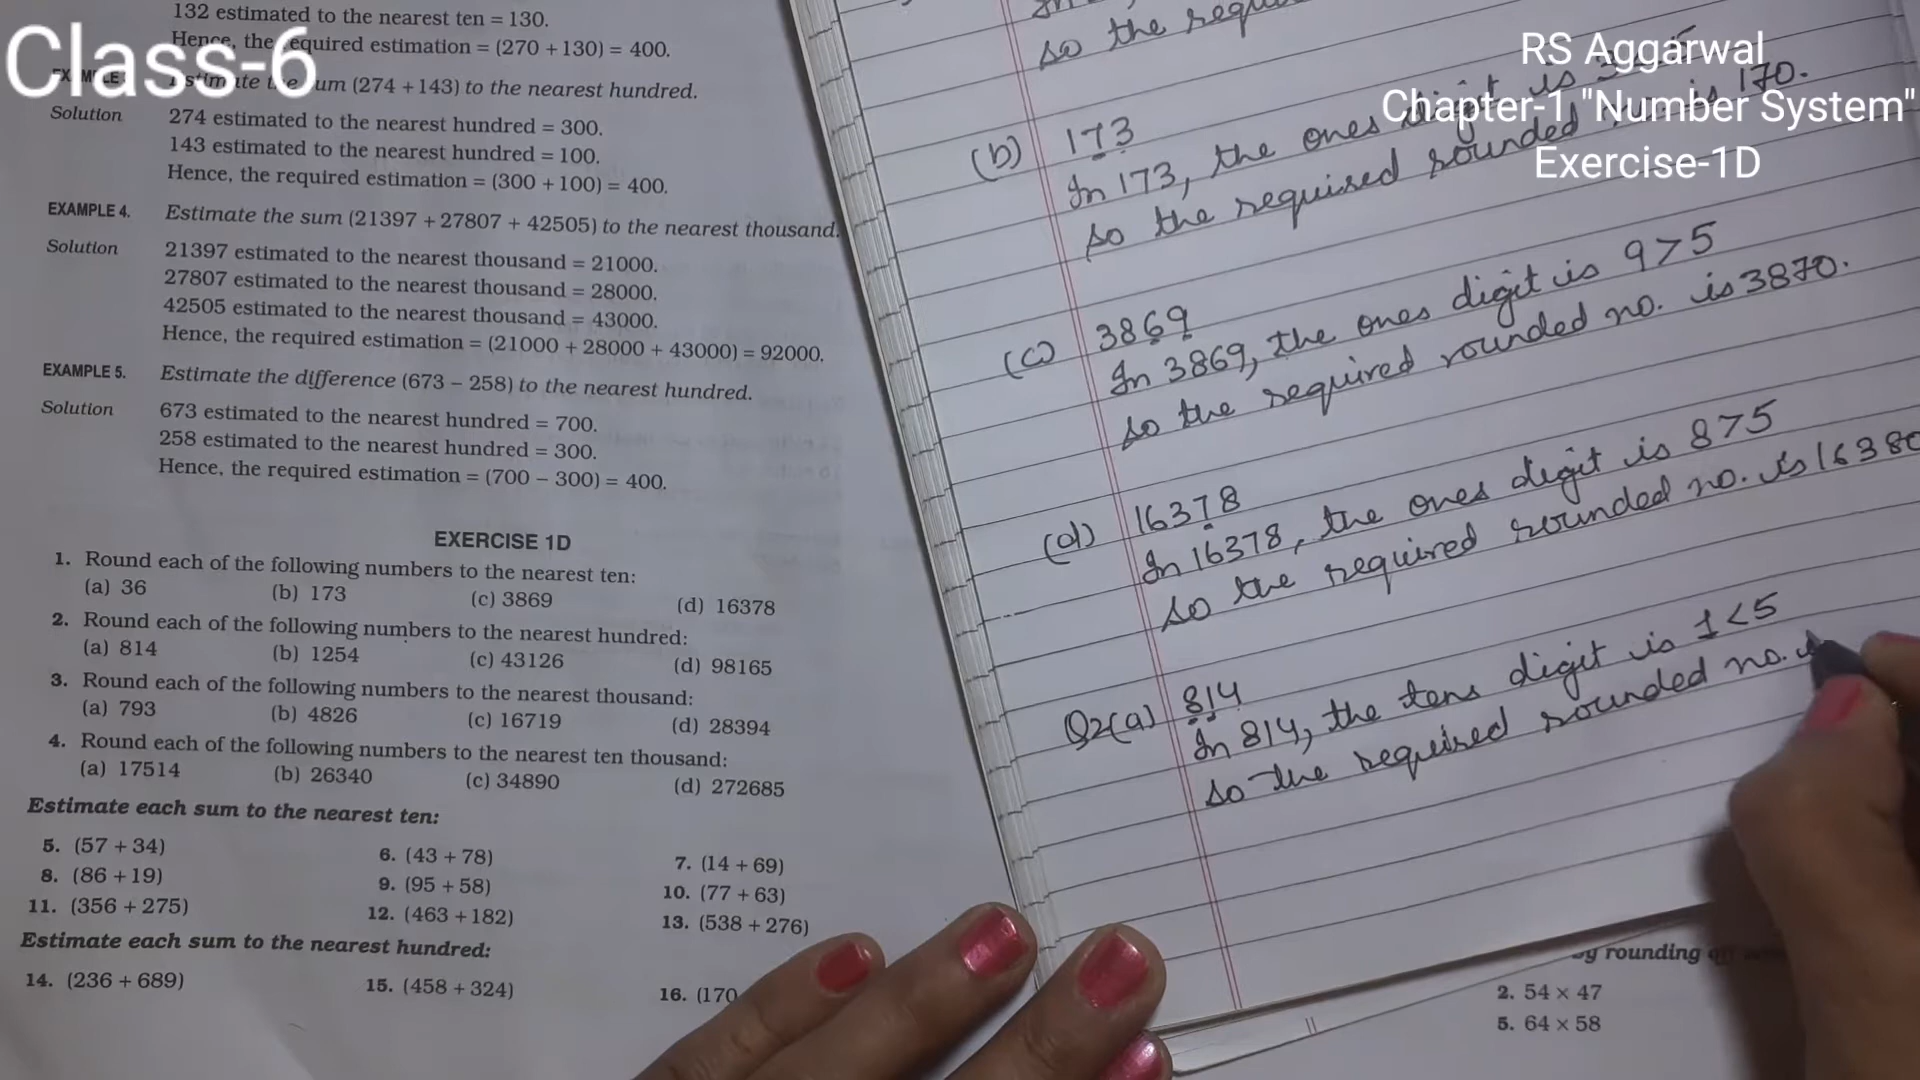 Class-6
RS Aggarwal
Chapter-1 "Number System"
Exercise-1D
132 estimated to the nearest ten = 130.
Hence, the required estimation = (270 + 130) = 400.
sum (274 + 143) to the nearest hundred.
Solution 274 estimated to the nearest hundred = 300.
143 estimated to the nearest hundred = 100.
Hence, the required estimation = (300 + 100) = 400.
EXAMPLE 4. Estimate the sum (21397 + 27807 + 42505) to the nearest thousand.
Solution 21397 estimated to the nearest thousand = 21000.
27807 estimated to the nearest thousand = 28000.
42505 estimated to the nearest thousand = 43000.
Hence, the required estimation = (21000 + 28000 + 43000) = 92000.
EXAMPLE 5. Estimate the difference (673 – 258) to the nearest hundred.
Solution 673 estimated to the nearest hundred = 700.
258 estimated to the nearest hundred = 300.
Hence, the required estimation = (700 – 300) = 400.
EXERCISE 1D
1. Round each of the following numbers to the nearest ten:
(a) 36 (b) 173 (c) 3869 (d) 16378
2. Round each of the following numbers to the nearest hundred:
(a) 814 (b) 1254 (c) 43126 (d) 98165
3. Round each of the following numbers to the nearest thousand:
(a) 793 (b) 4826 (c) 16719 (d) 28394
4. Round each of the following numbers to the nearest ten thousand:
(a) 17514 (b) 26340 (c) 34890 (d) 272685
Estimate each sum to the nearest ten:
5. (57 + 34) 6. (43 + 78) 7. (14 + 69)
8. (86 + 19) 9. (95 + 58) 10. (77 + 63)
11. (356 + 275) 12. (463 + 182) 13. (538 + 276)
Estimate each sum to the nearest hundred:
14. (236 + 689) 15. (458 + 324) 16. (170
so the
(b) 173
In 173, the ones digit is
so the required rounded is 170.
(c) 3869
In 3869, the ones digit is 9>5
so the required rounded no. is 3870.
(d) 16378
In 16378, the ones digit is 8>5
so the required rounded no. is 16380
Q2(a) 814
In 814, the tens digit is 1<5
so the required rounded no.
by rounding
2. 54 × 47
5. 64 × 58